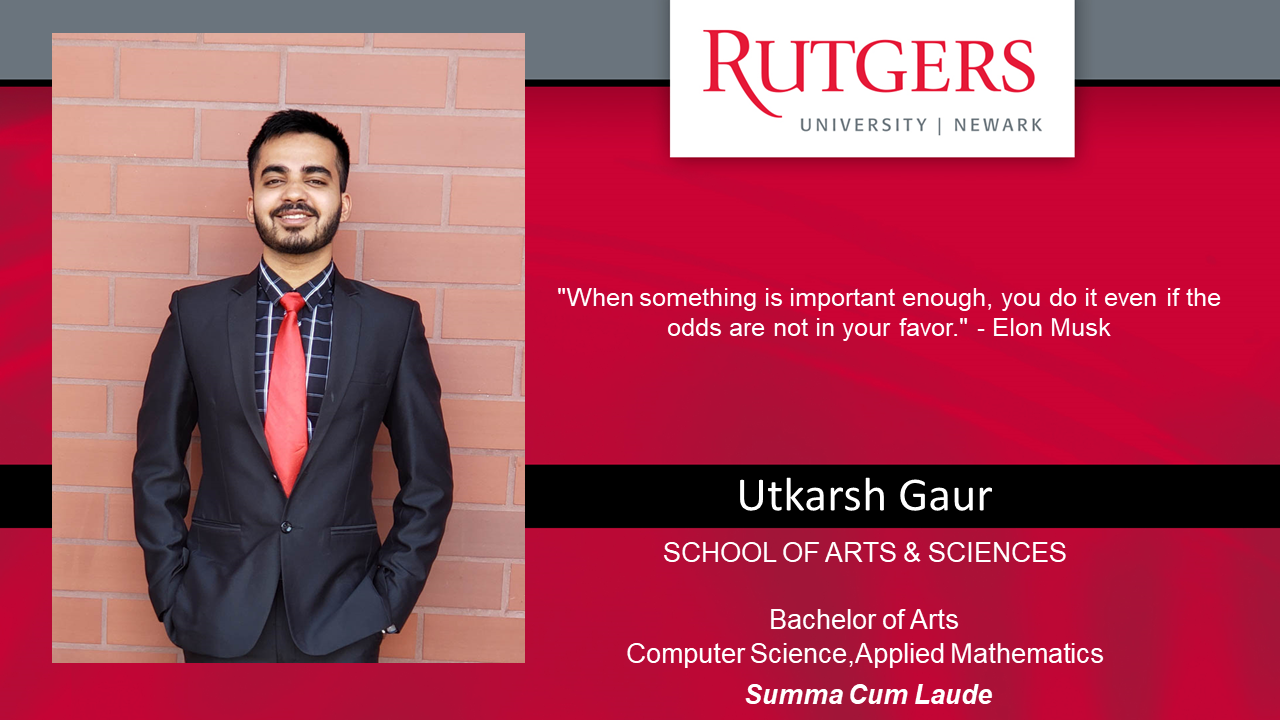 RUTGERS
UNIVERSITY | NEWARK
"When something is important enough, you do it even if the
odds are not in your favor." - Elon Musk
Utkarsh Gaur
SCHOOL OF ARTS & SCIENCES
Bachelor of Arts
Computer Science,Applied Mathematics
Summa Cum Laude